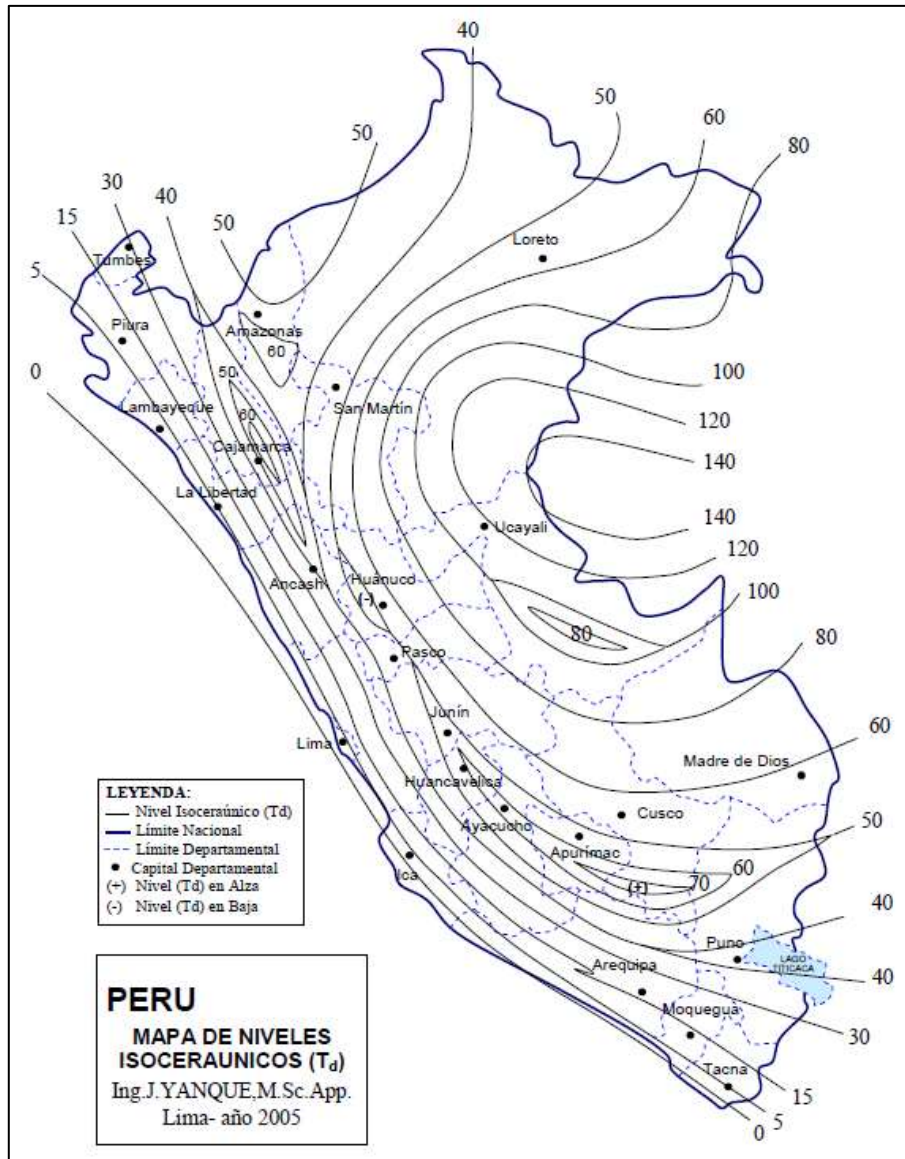 40
50
60
80
50
30
40
50
15
5
0
Loreto
Tumbes
Piura
Amazonas
60
50
60
San Martín
Lambayeque
Cajamarca
La Libertad
100
120
140
140
120
100
80
60
50
40
40
30
15
5
0
Ucayali
Ancash
Huánuco
(-)
80
Pasco
Junín
Lima
Huancavelica
Ayacucho
Madre de Dios
Cusco
Apurímac
Ica
(+)
70
60
Puno
LAGO
TITICACA
Arequipa
Moquegua
Tacna
LEYENDA:
Nivel Isoceraúnico (Td)
Límite Nacional
Límite Departamental
Capital Departamental
(+) Nivel (Td) en Alza
(-) Nivel (Td) en Baja
PERU
MAPA DE NIVELES
ISOCERAUNICOS (Td)
Ing.J.YANQUE,M.Sc.App.
Lima- año 2005